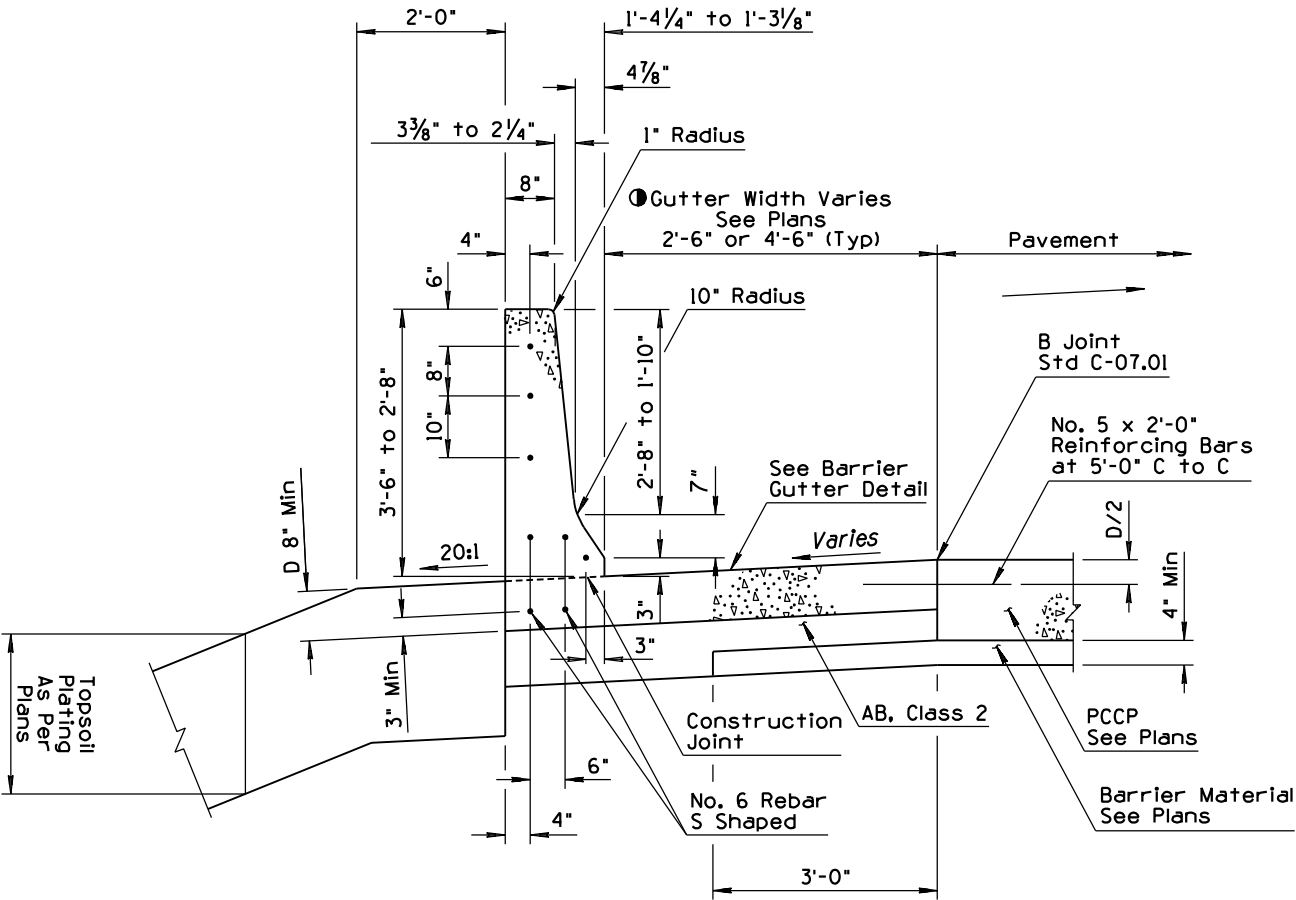 2'-0"
1'-4¼" to 1'-3⅛"
4⅞"
3⅜" to 2¼"
1" Radius
8"
Gutter Width Varies
See Plans
2'-6" or 4'-6" (Typ)
Pavement
4"
6"
10" Radius
B Joint
Std C-07.01
8"
10"
3'-6" to 2'-8"
2'-8" to 1'-10"
7"
No. 5 x 2'-0"
Reinforcing Bars
at 5'-0" C to C
See Barrier
Gutter Detail
D 8" Min
20:1
Varies
D/2
4" Min
3"
3"
3" Min
Topsoil
Plating
As Per
Plans
Construction
Joint
AB, Class 2
PCCP
See Plans
6"
No. 6 Rebar
S Shaped
4"
Barrier Material
See Plans
3'-0"